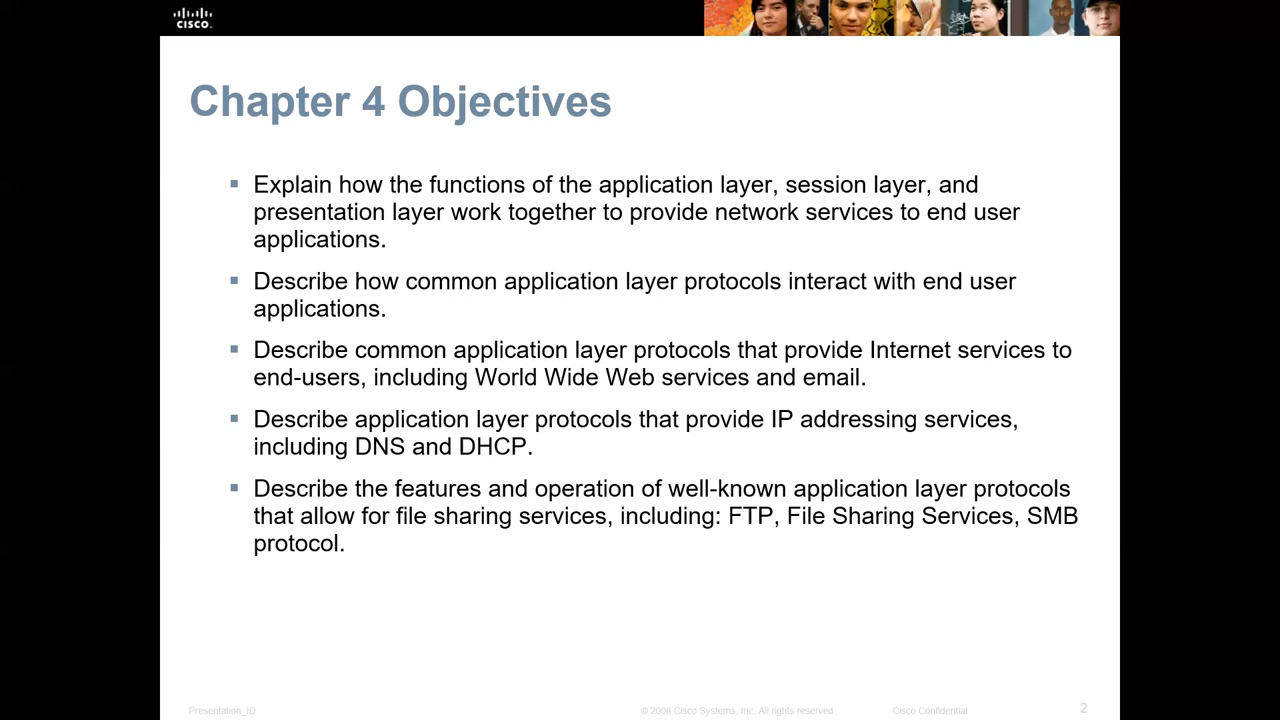 CISCO
Chapter 4 Objectives
Explain how the functions of the application layer, session layer, and
presentation layer work together to provide network services to end user
applications.
Describe how common application layer protocols interact with end user
applications.
Describe common application layer protocols that provide Internet services to
end-users, including World Wide Web services and email.
Describe application layer protocols that provide IP addressing services,
including DNS and DHCP.
Describe the features and operation of well-known application layer protocols
that allow for file sharing services, including: FTP, File Sharing Services, SMB
protocol.
Presentation_ID © 2008 Cisco Systems, Inc. All rights reserved Cisco Confidential 2